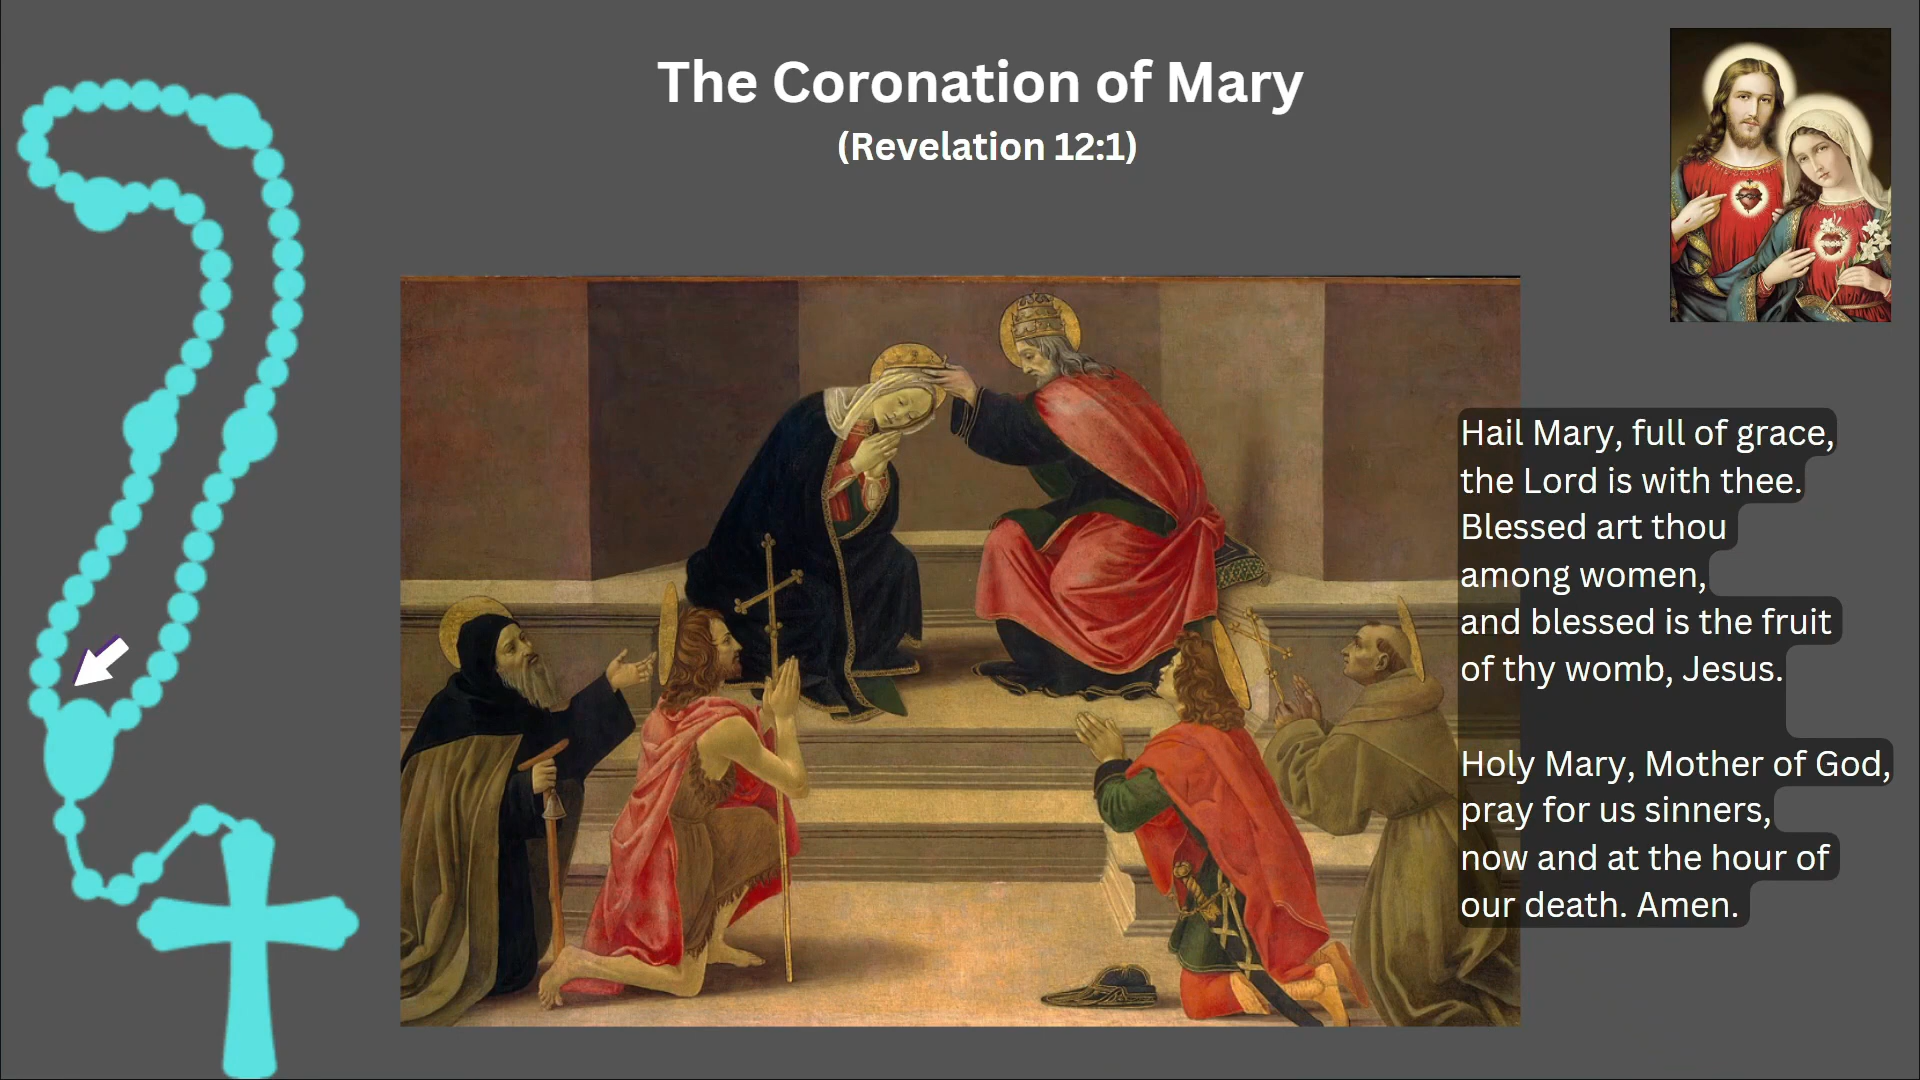 The Coronation of Mary
(Revelation 12:1)
Hail Mary, full of grace,
the Lord is with thee.
Blessed art thou
among women,
and blessed is the fruit
of thy womb, Jesus.
Holy Mary, Mother of God,
pray for us sinners,
now and at the hour of
our death. Amen.